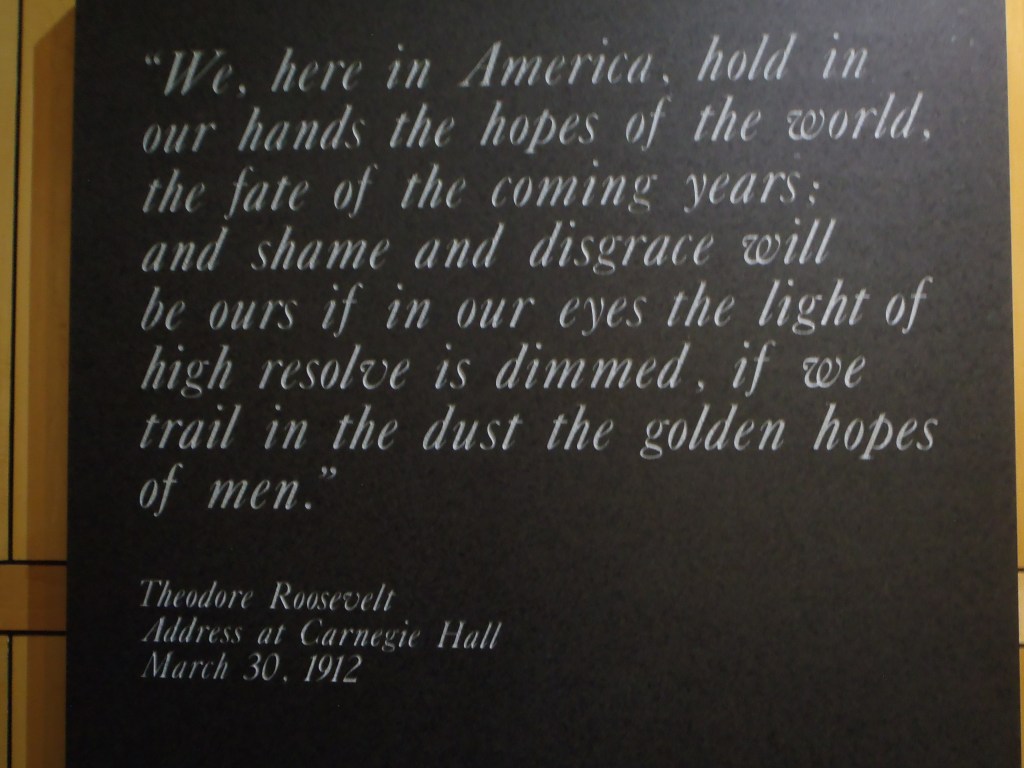 “We, here in America, hold in
our hands the hopes of the world,
the fate of the coming years;
and shame and disgrace will
be ours if in our eyes the light of
high resolve is dimmed, if we
trail in the dust the golden hopes
of men.”
Theodore Roosevelt
Address at Carnegie Hall
March 30, 1912